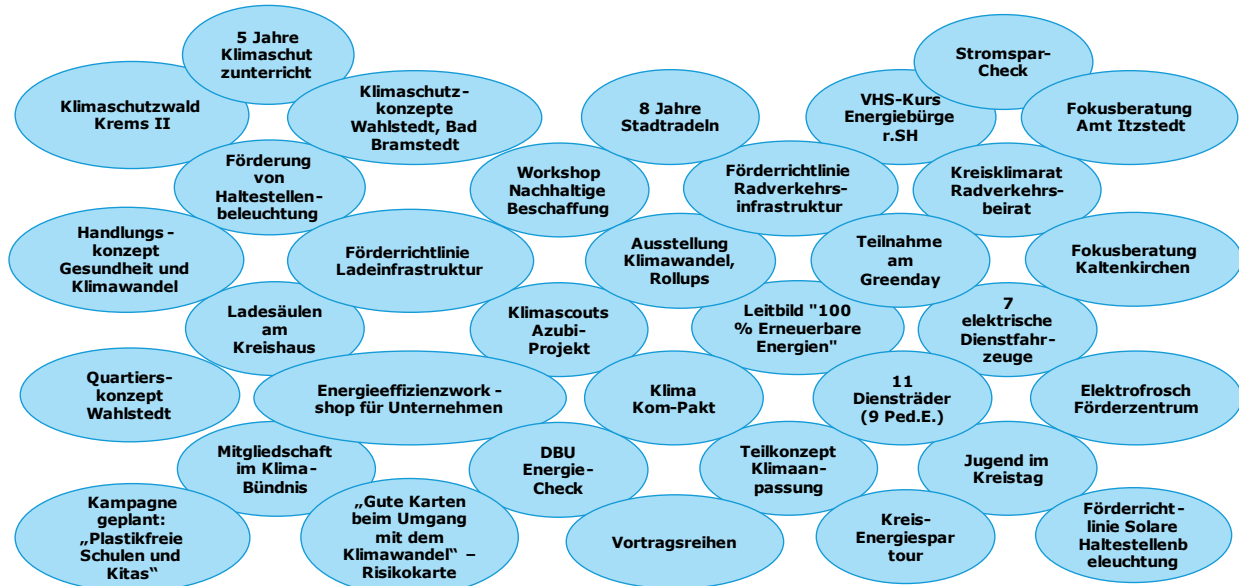 5 Jahre
Klimaschut
zunterricht
Stromspar-
Check
Klimaschutzwald
Krems II
Klimaschutz-
konzepte
Wahlstedt, Bad
Bramstedt
8 Jahre
Stadtradeln
VHS-Kurs
Energiebürge
r.SH
Fokusberatung
Amt Itzstedt
Förderung
von
Haltestellen-
beleuchtung
Workshop
Nachhaltige
Beschaffung
Förderrichtlinie
Radverkehrs-
infrastruktur
Kreisklimarat
Radverkehrs-
beirat
Handlungs-
konzept
Gesundheit und
Klimawandel
Förderrichtlinie
Ladeinfrastruktur
Ausstellung
Klimawandel,
Rollups
Teilnahme
am
Greenday
Fokusberatung
Kaltenkirchen
Ladesäulen
am
Kreishaus
Klimascouts
Azubi-
Projekt
Leitbild "100
% Erneuerbare
Energien"
7
elektrische
Dienstfahr-
zeuge
Quartiers-
konzept
Wahlstedt
Energieeffizienzwork-
shop für Unternehmen
Klima
Kom-Pakt
11
Diensträder
(9 Ped.E.)
Elektrofrosch
Förderzentrum
Mitgliedschaft
im Klima-
Bündnis
DBU
Energie-
Check
Teilkonzept
Klimaan-
passung
Jugend im
Kreistag
Kampagne
geplant:
„Plastikfreie
Schulen und
Kitas“
„Gute Karten
beim Umgang
mit dem
Klimawandel“ –
Risikokarte
Vortragsreihen
Kreis-
Energiespar
tour
Förderricht-
linie Solare
Haltestellenb
eleuchtung